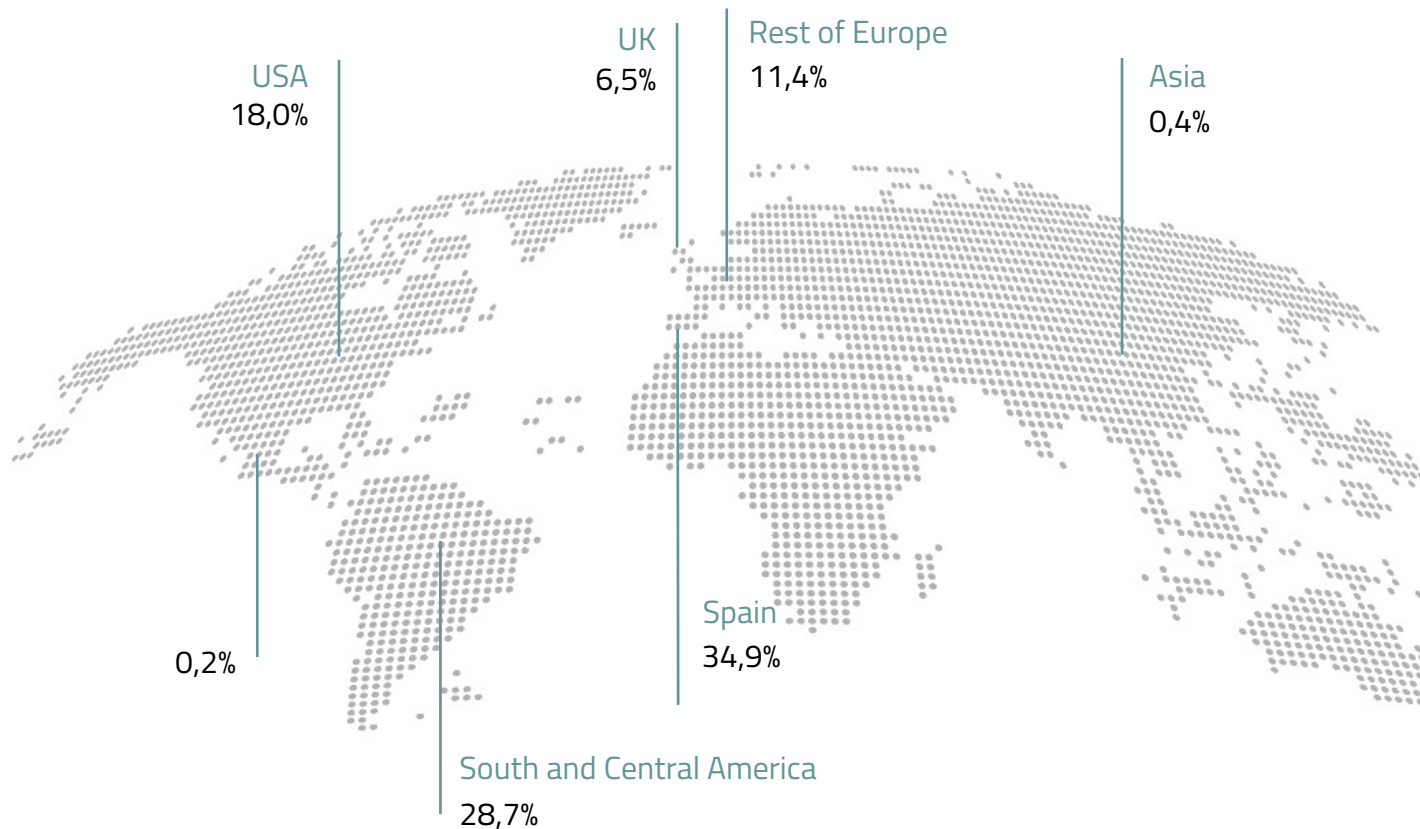 Rest of Europe
11,4%
UK
6,5%
USA
18,0%
Asia
0,4%
Spain
34,9%
0,2%
South and Central America
28,7%